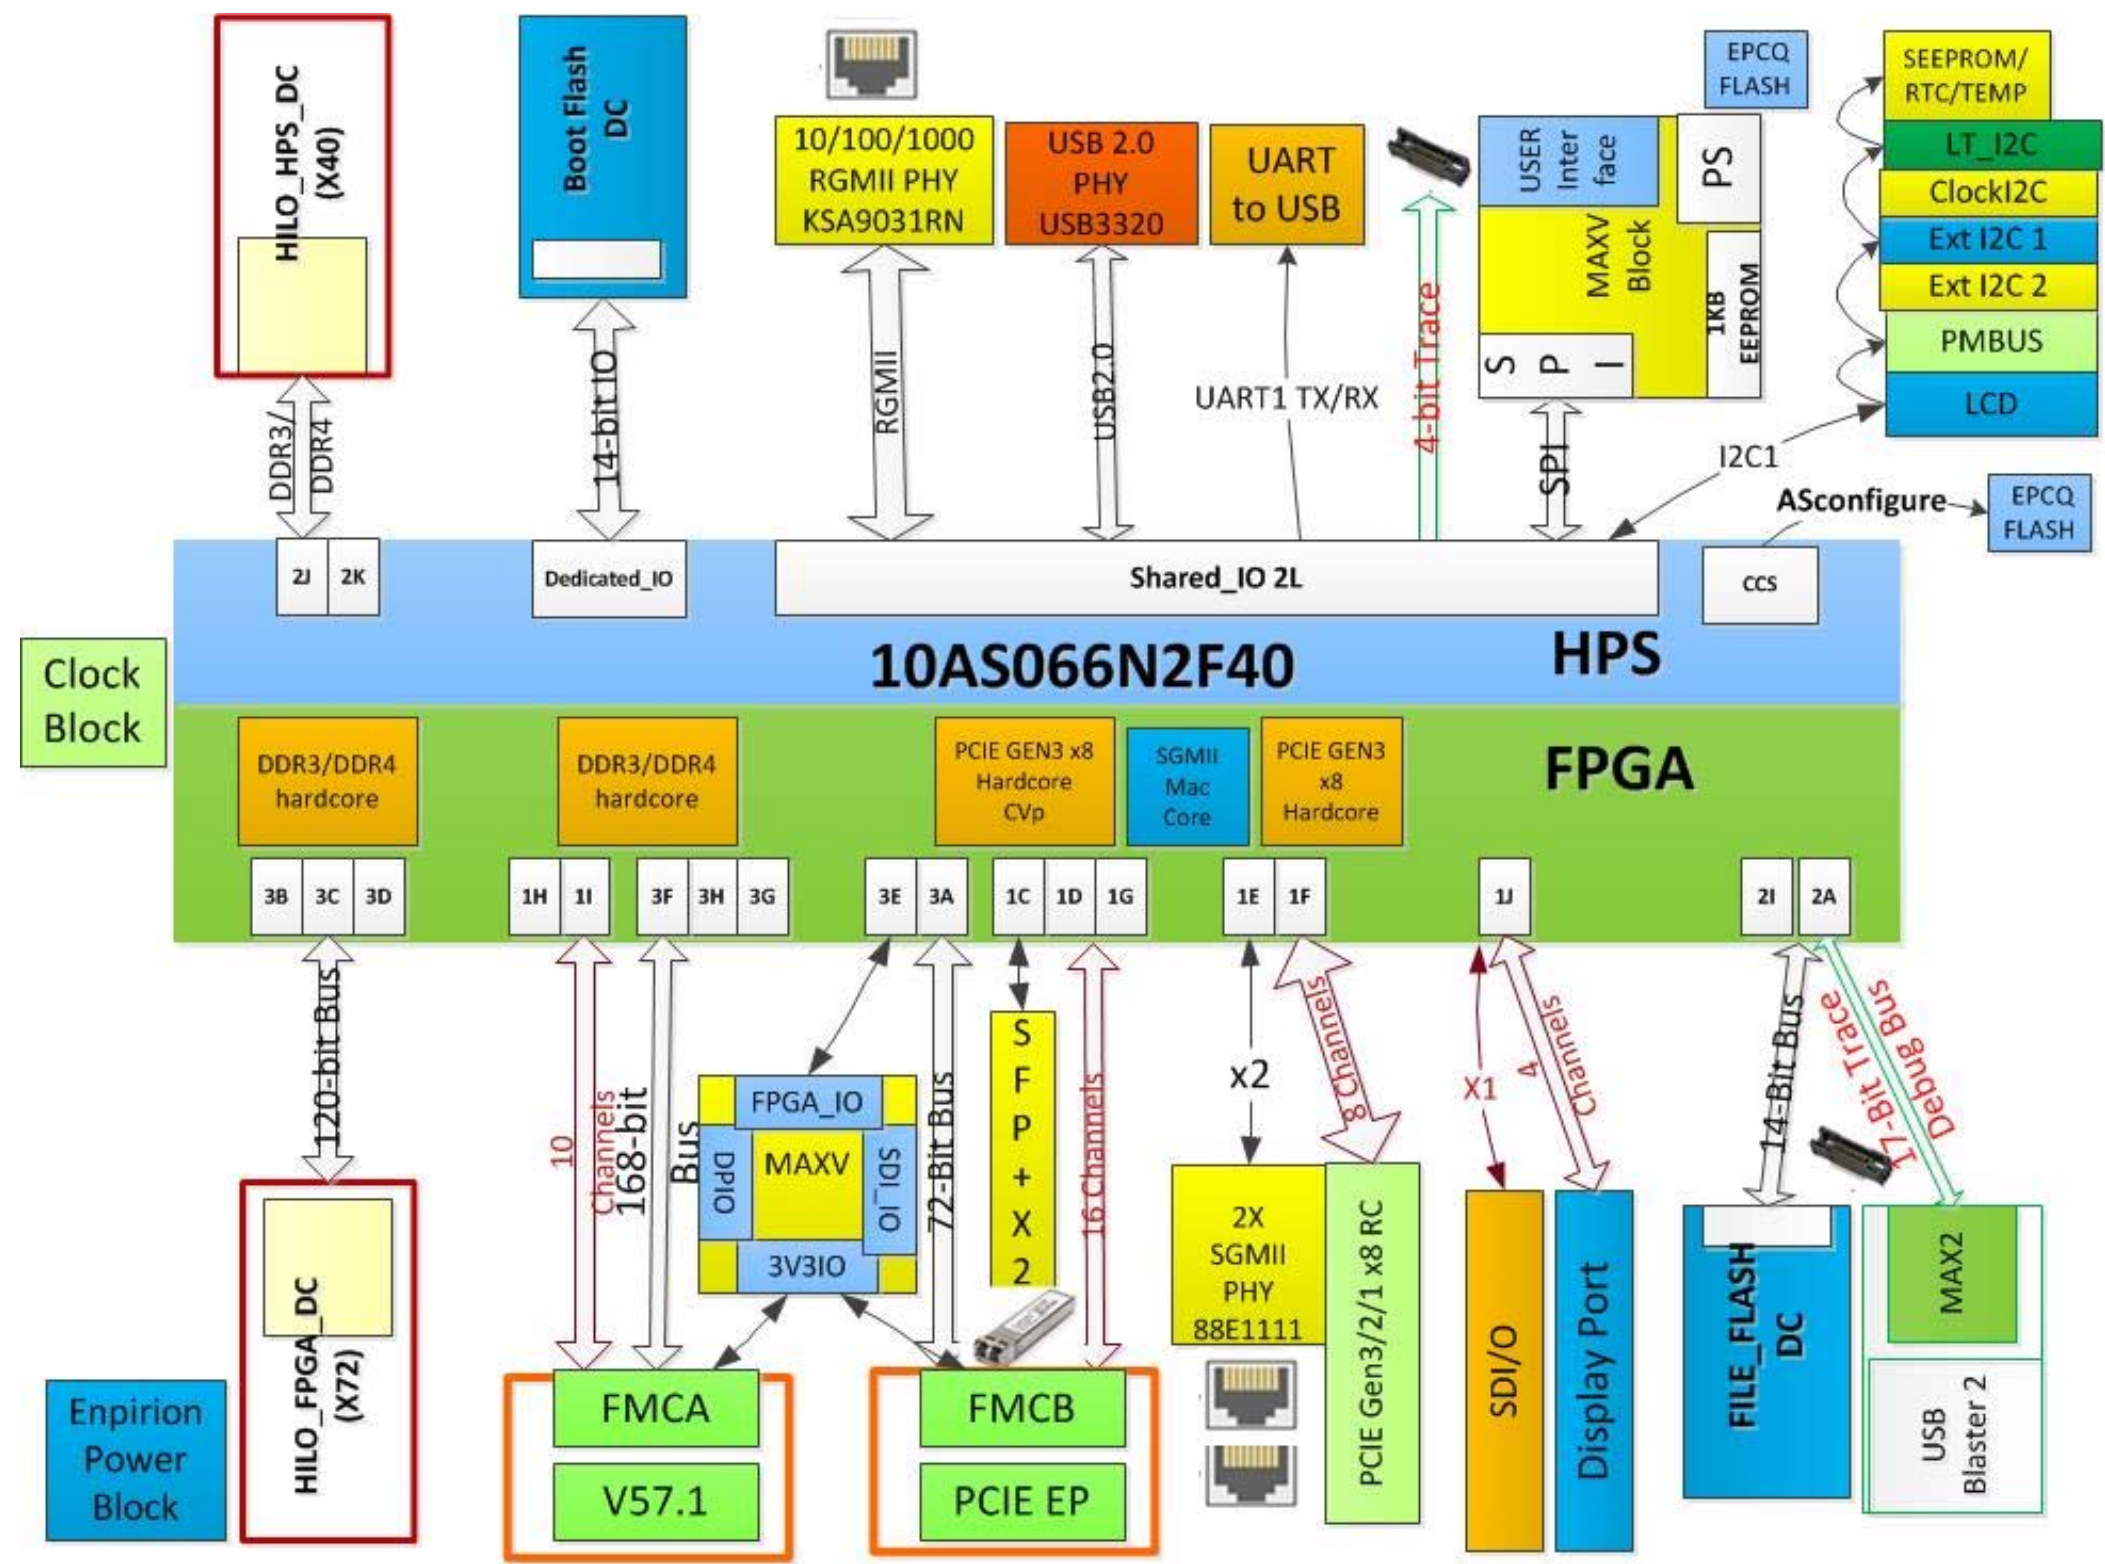 HILO_HPS_DC
(X40)
Boot Flash
DC
10/100/1000
RGMII PHY
KSA9031RN
USB 2.0
PHY
USB3320
UART
to USB
USER
Inter
face
PS
MAXV
Block
1KB
EEPROM
S P I
EPCQ
FLASH
SEEPROM/
RTC/TEMP
LT_I2C
ClockI2C
Ext I2C 1
Ext I2C 2
PMBUS
LCD
DDR3/
DDR4
14-bit IO
RGMII
USB2.0
UART1 TX/RX
4-bit Trace
SPI
I2C1
ASconfigure
EPCQ
FLASH
2J
2K
Dedicated_IO
Shared_IO 2L
CCS
10AS066N2F40
HPS
Clock
Block
FPGA
DDR3/DDR4
hardcore
DDR3/DDR4
hardcore
PCIE GEN3 x8
Hardcore
CVp
SGMII
Mac
Core
PCIE GEN3
x8
Hardcore
3B
3C
3D
1H
1I
3F
3H
3G
3E
3A
1C
1D
1G
1E
1F
1J
2I
2A
120-bit Bus
10
Channels
168-bit
Bus
72-Bit Bus
16 Channels
x2
8 Channels
X1
4
Channels
14-Bit Bus
17-Bit Trace
Debug Bus
FPGA_IO
DPIO
MAXV
SDI_IO
3V3IO
S
F
P
+
X
2
HILO_FPGA_DC
(X72)
Enpirion
Power
Block
FMCA
V57.1
FMCB
PCIE EP
2X
SGMII
PHY
88E1111
PCIE Gen3/2/1 x8 RC
SDI/O
Display Port
FILE_FLASH
DC
MAX2
USB
Blaster 2